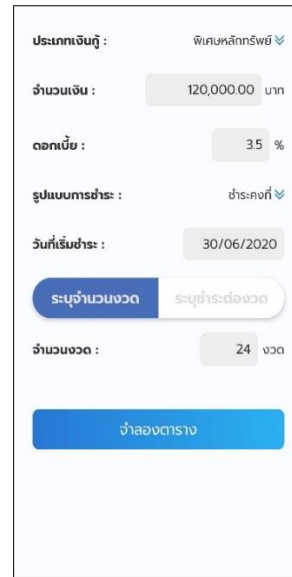 ประเภทเงินกู้ : พิเศษหลักทรัพย์
จำนวนเงิน : 120,000.00 บาท
ดอกเบี้ย : 3.5 %
รูปแบบการชำระ : ชำระคงที่
วันที่เริ่มชำระ : 30/06/2020
ระบุจำนวนงวด ระบุชำระต่องวด
จำนวนงวด : 24 งวด
จำลองตาราง